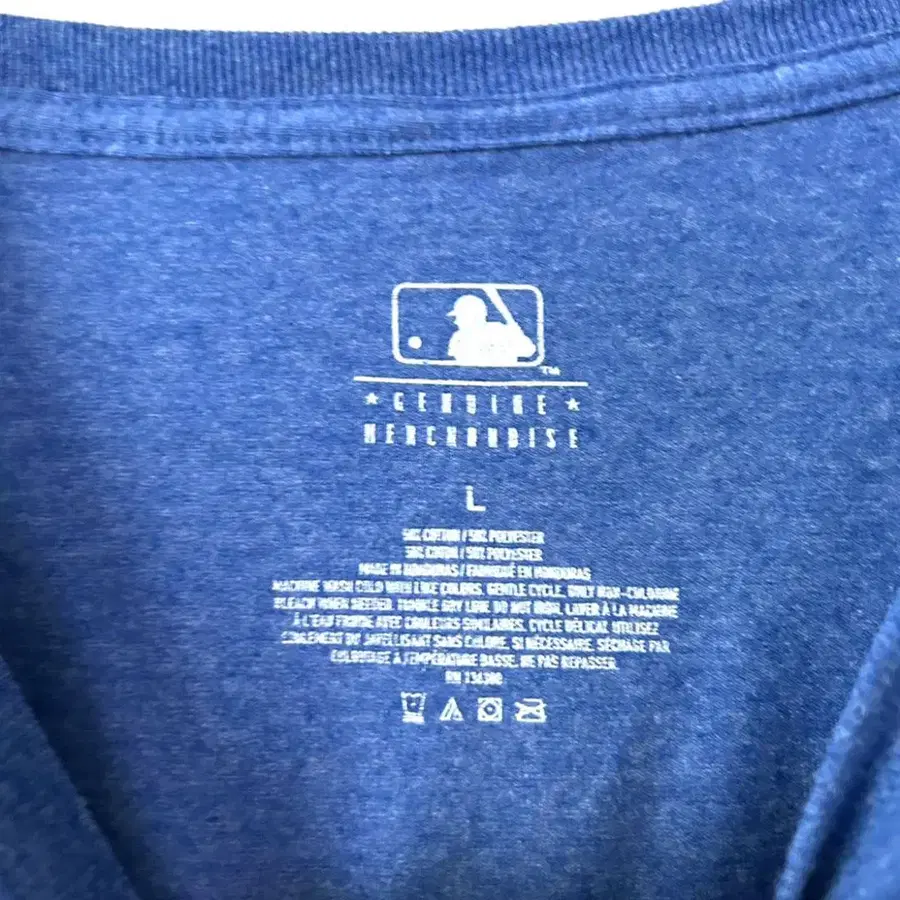 TM
★ GENUINE ★
MERCHANDISE
L
50% COTTON / 50% POLYESTER
50% COTON / 50% POLYESTER
MADE IN HONDURAS / FABRIQUÉ EN HONDURAS
MACHINE WASH COLD WITH LIKE COLORS, GENTLE CYCLE, ONLY NON-CHLORINE
BLEACH WHEN NEEDED, TUMBLE DRY LOW, DO NOT IRON, LAVER À LA MACHINE
À L'EAU FROIDE AVEC COULEURS SIMILAIRES, CYCLE DÉLICAT, UTILISEZ
SEULEMENT DU JAVELLISANT SANS CHLORE, SI NÉCESSAIRE, SÉCHAGE PAR
À TEMPÉRATURE BASSE, NE PAS REPASSER.
RN